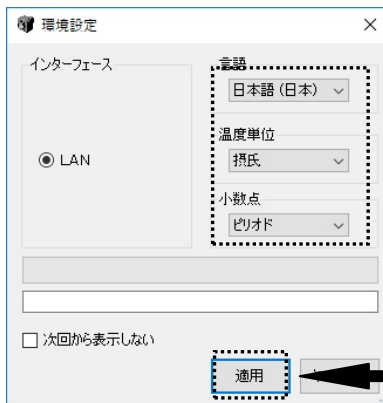 環境設定
インターフェース
LAN
言語
日本語 (日本)
温度単位
摂氏
小数点
ピリオド
次回から表示しない
適用